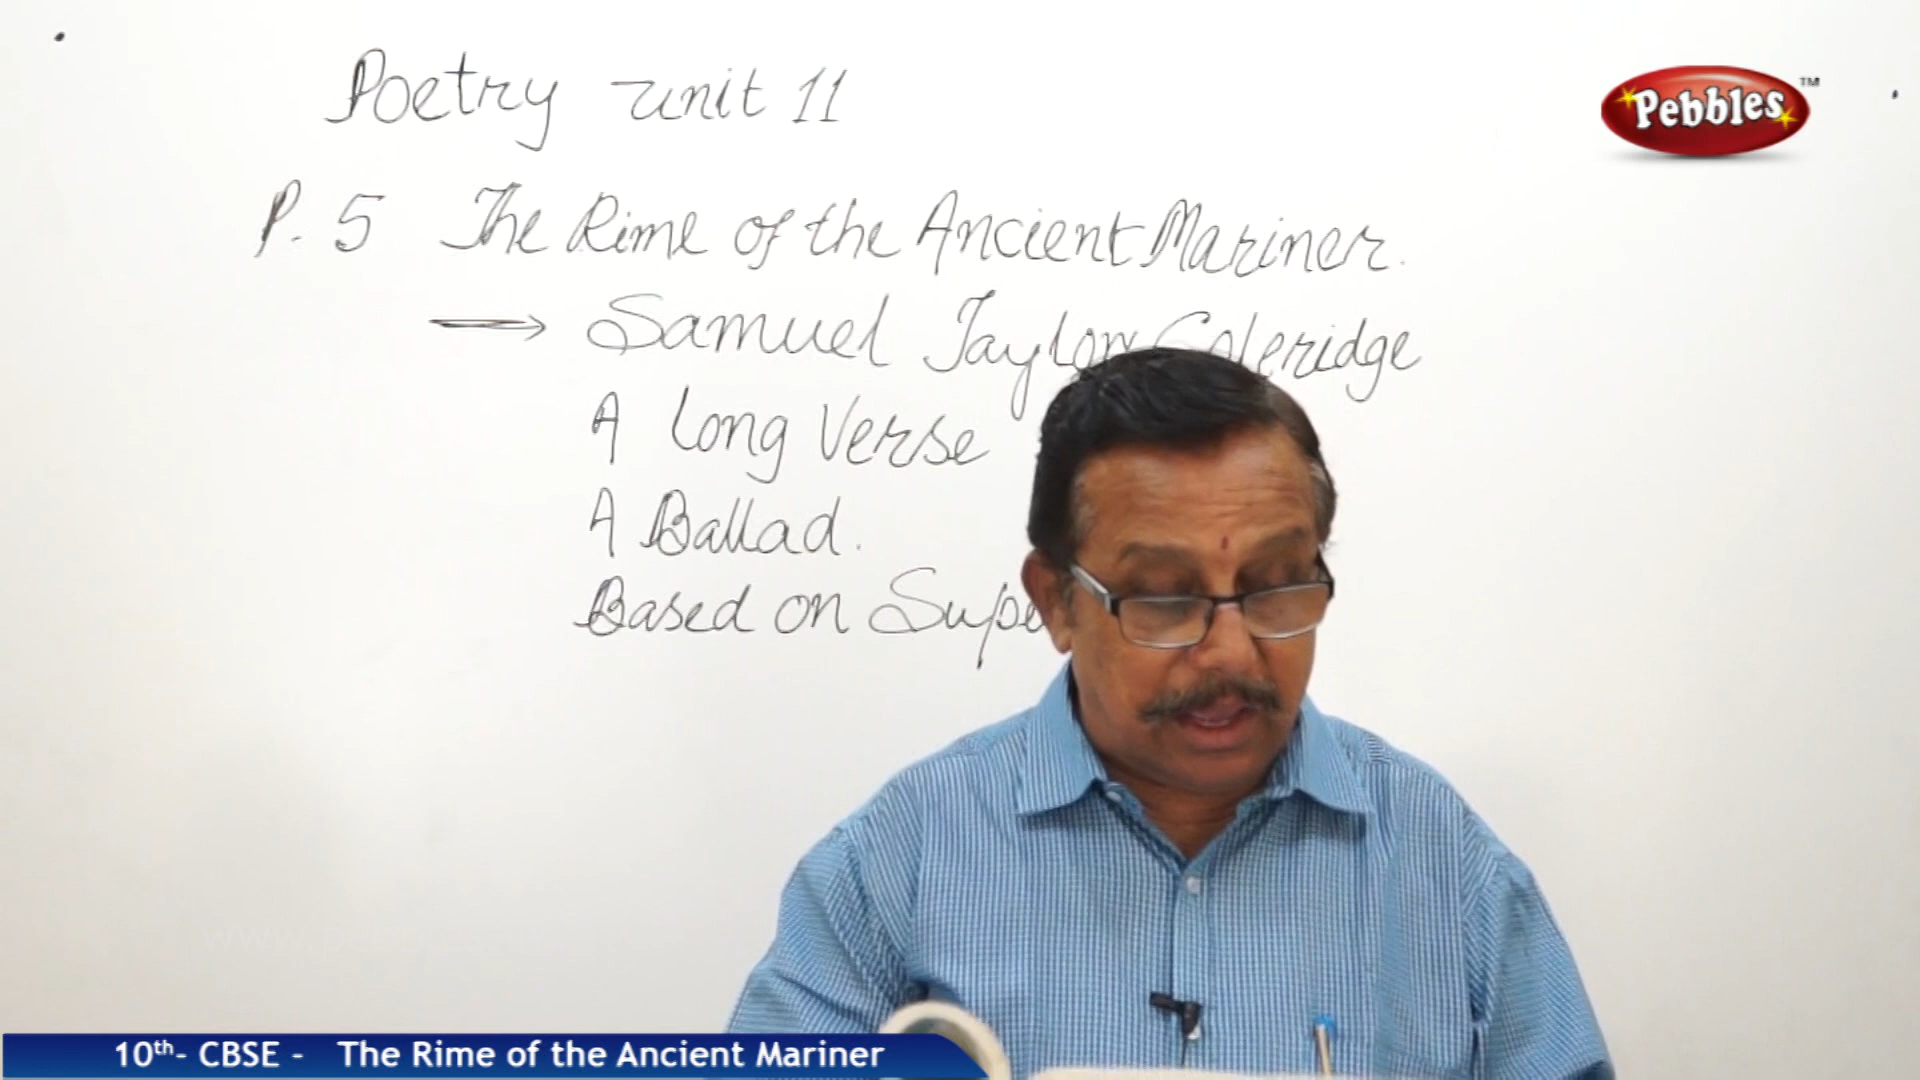 Poetry unit 11
Pebbles TM
P. 5 The Rime of the Ancient Mariner.
→ Samuel Taylor Coleridge
A Long Verse
A Ballad.
Based on Supe
10th- CBSE - The Rime of the Ancient Mariner